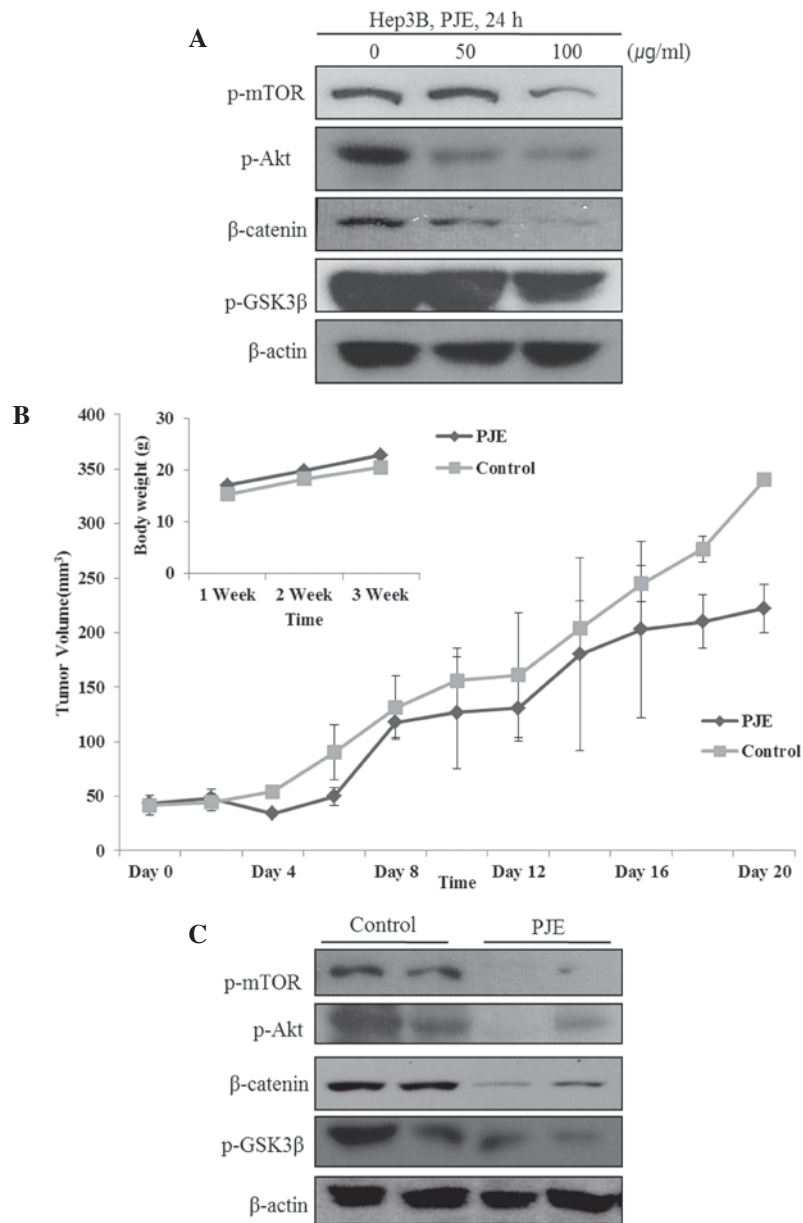 A
Hep3B, PJE, 24 h
0 50 100 (µg/ml)
p-mTOR
p-Akt
β-catenin
p-GSK3β
β-actin
B
400
350
300
250
200
150
100
50
0
Tumor Volume(mm³)
30
20
10
0
Body weight (g)
1 Week 2 Week 3 Week
Time
PJE
Control
PJE
Control
Day 0 Day 4 Day 8 Day 12 Day 16 Day 20
Time
C
Control PJE
p-mTOR
p-Akt
β-catenin
p-GSK3β
β-actin